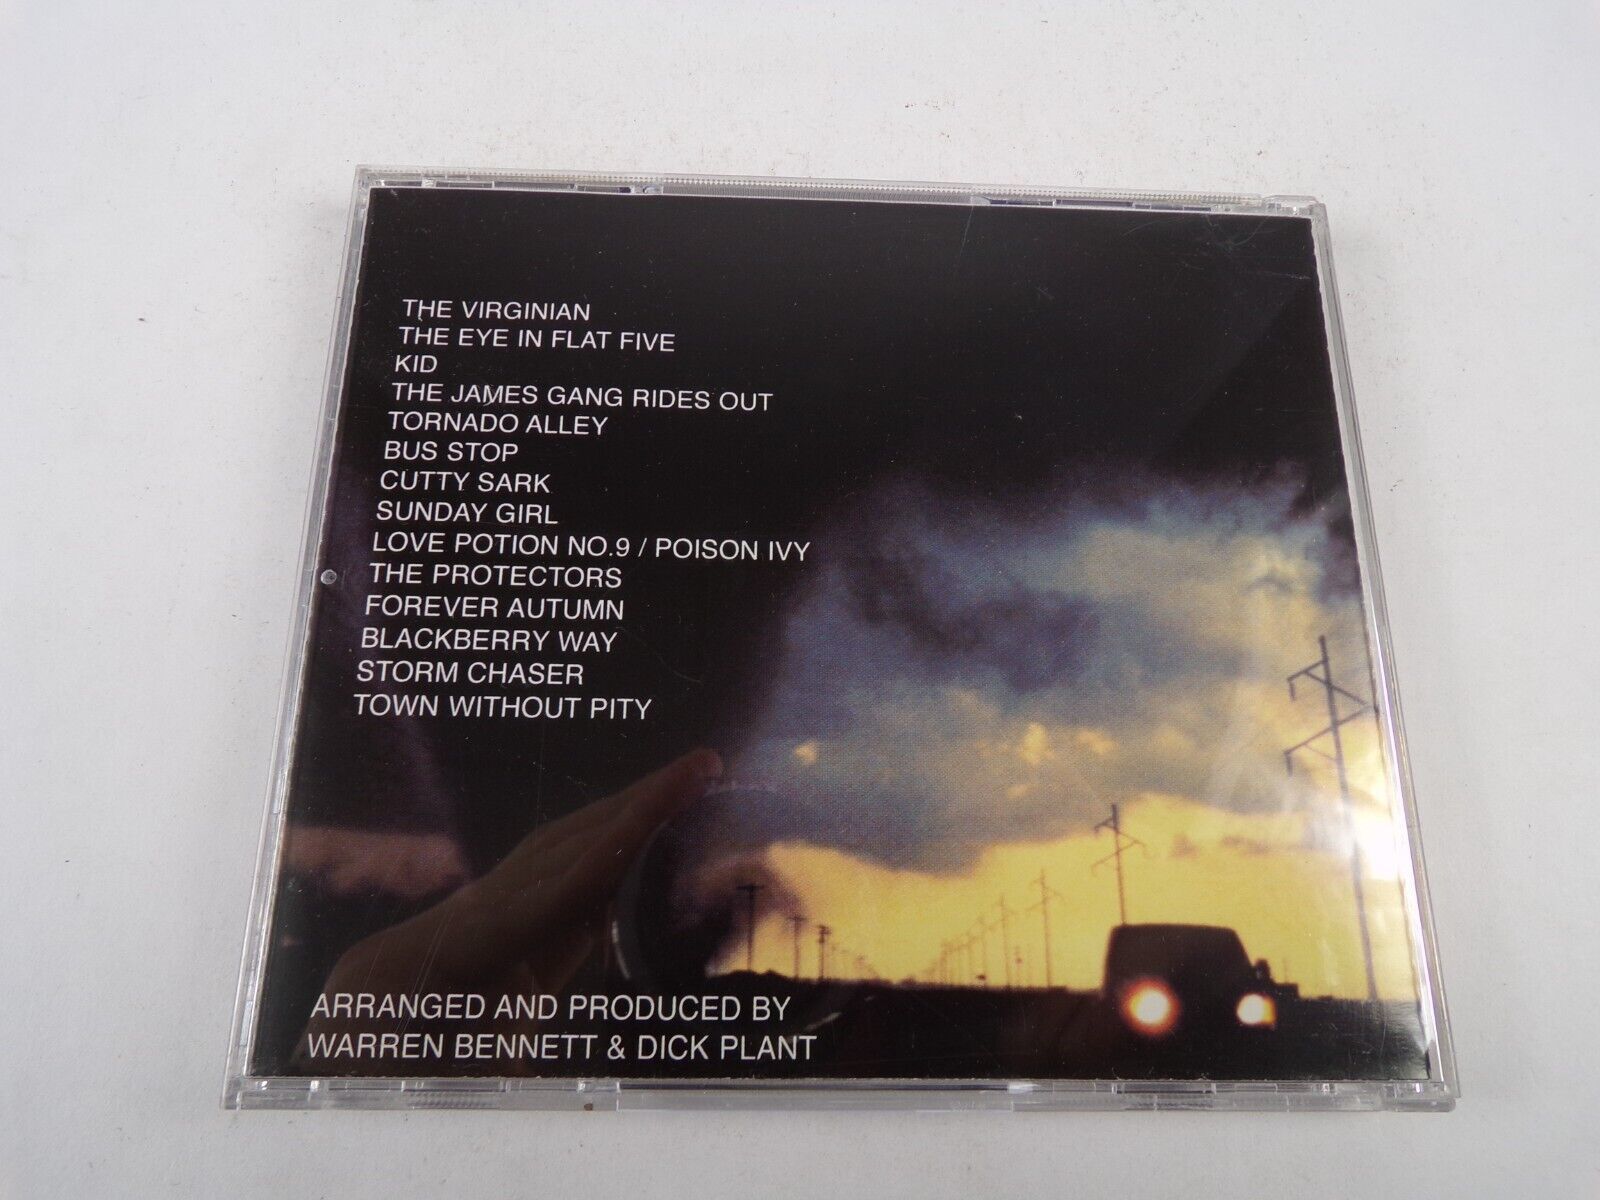 THE VIRGINIAN
THE EYE IN FLAT FIVE
KID
THE JAMES GANG RIDES OUT
TORNADO ALLEY
BUS STOP
CUTTY SARK
SUNDAY GIRL
LOVE POTION NO.9 / POISON IVY
THE PROTECTORS
FOREVER AUTUMN
BLACKBERRY WAY
STORM CHASER
TOWN WITHOUT PITY
ARRANGED AND PRODUCED BY
WARREN BENNETT & DICK PLANT